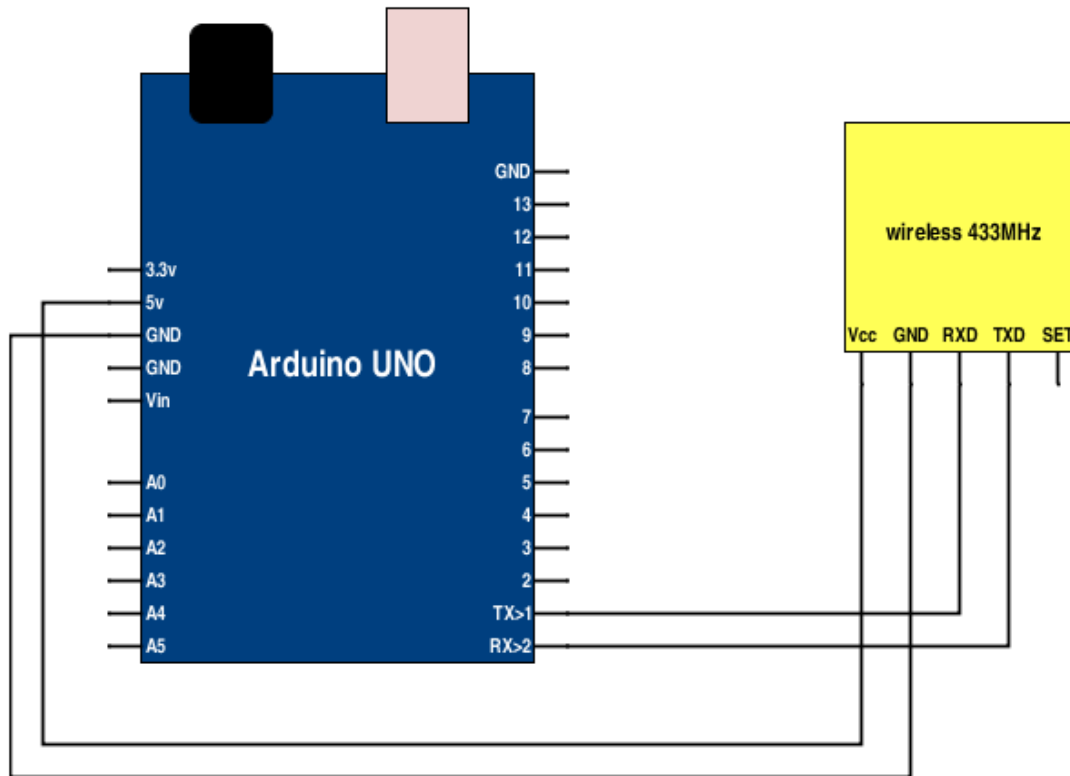 GND
13
12
11
10
9
8
7
6
5
4
3
2
TX>1
RX>2
3.3v
5v
GND
GND
Vin
A0
A1
A2
A3
A4
A5
Arduino UNO
wireless 433MHz
Vcc GND RXD TXD SET